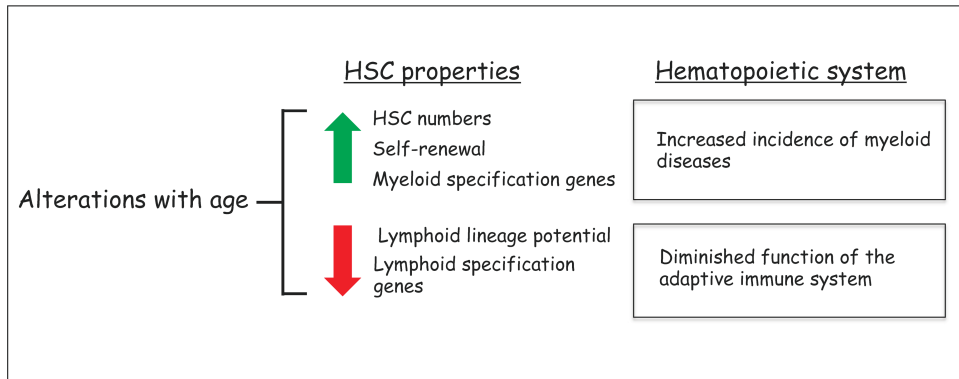 HSC properties
Hematopoietic system
Alterations with age
HSC numbers
Self-renewal
Myeloid specification genes
Increased incidence of myeloid
diseases
Lymphoid lineage potential
Lymphoid specification
genes
Diminished function of the
adaptive immune system